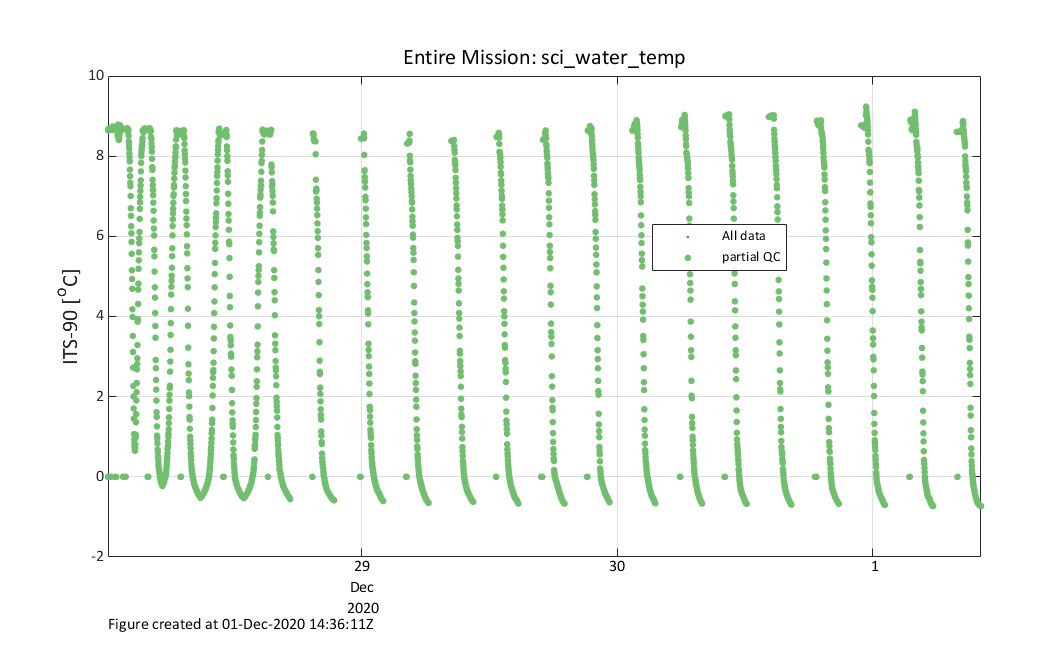 Entire Mission: sci_water_temp
10
8
6
4
2
0
-2
ITS-90 [°C]
All data
partial QC
29
30
1
Dec
2020
Figure created at 01-Dec-2020 14:36:11Z